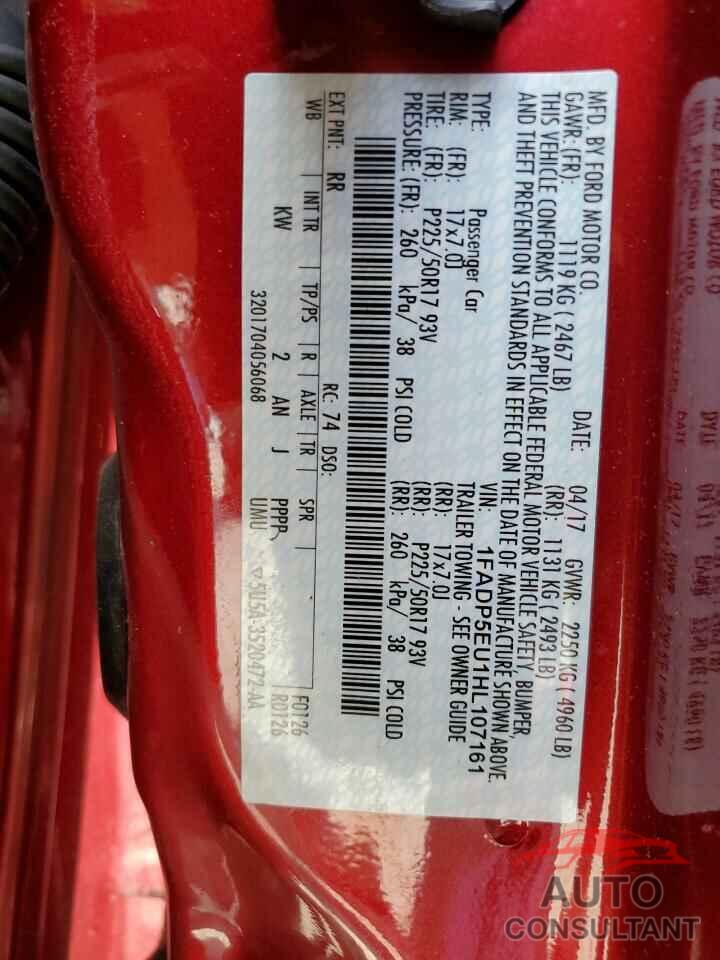 MFD. BY FORD MOTOR CO.
DATE: 04/17 GVWR: 2250 KG ( 4960LB)
GAWR:(FR): 1119 KG ( 2467 LB) (RR): 1131 KG ( 2493 LB)
THIS VEHICLE CONFORMS TO ALL APPLICABLE FEDERAL MOTOR VEHICLE SAFETY, BUMPER,
AND THEFT PREVENTION STANDARDS IN EFFECT ON THE DATE OF MANUFACTURE SHOWN ABOVE.
VIN: 1FADP5EU1HL107161
TYPE: Passenger Car TRAILER TOWING - SEE OWNER GUIDE
RIM: (FR): 17x7.0J (RR): 17x7.0J
TIRE: (FR): P225/50R17 93V (RR): P225/50R17 93V
PRESSURE: (FR): 260 kPa/ 38 PSI COLD (RR): 260 kPa/ 38 PSI COLD
EXT PNT: RR RC: 74 DSO: F0126
WB INT TR TP/PS R AXLE TR SPR R0126
KW 2 AN J PPPP
UMU 5U5A-3520472-AA
3201704056068
AUTO
CONSULTANT